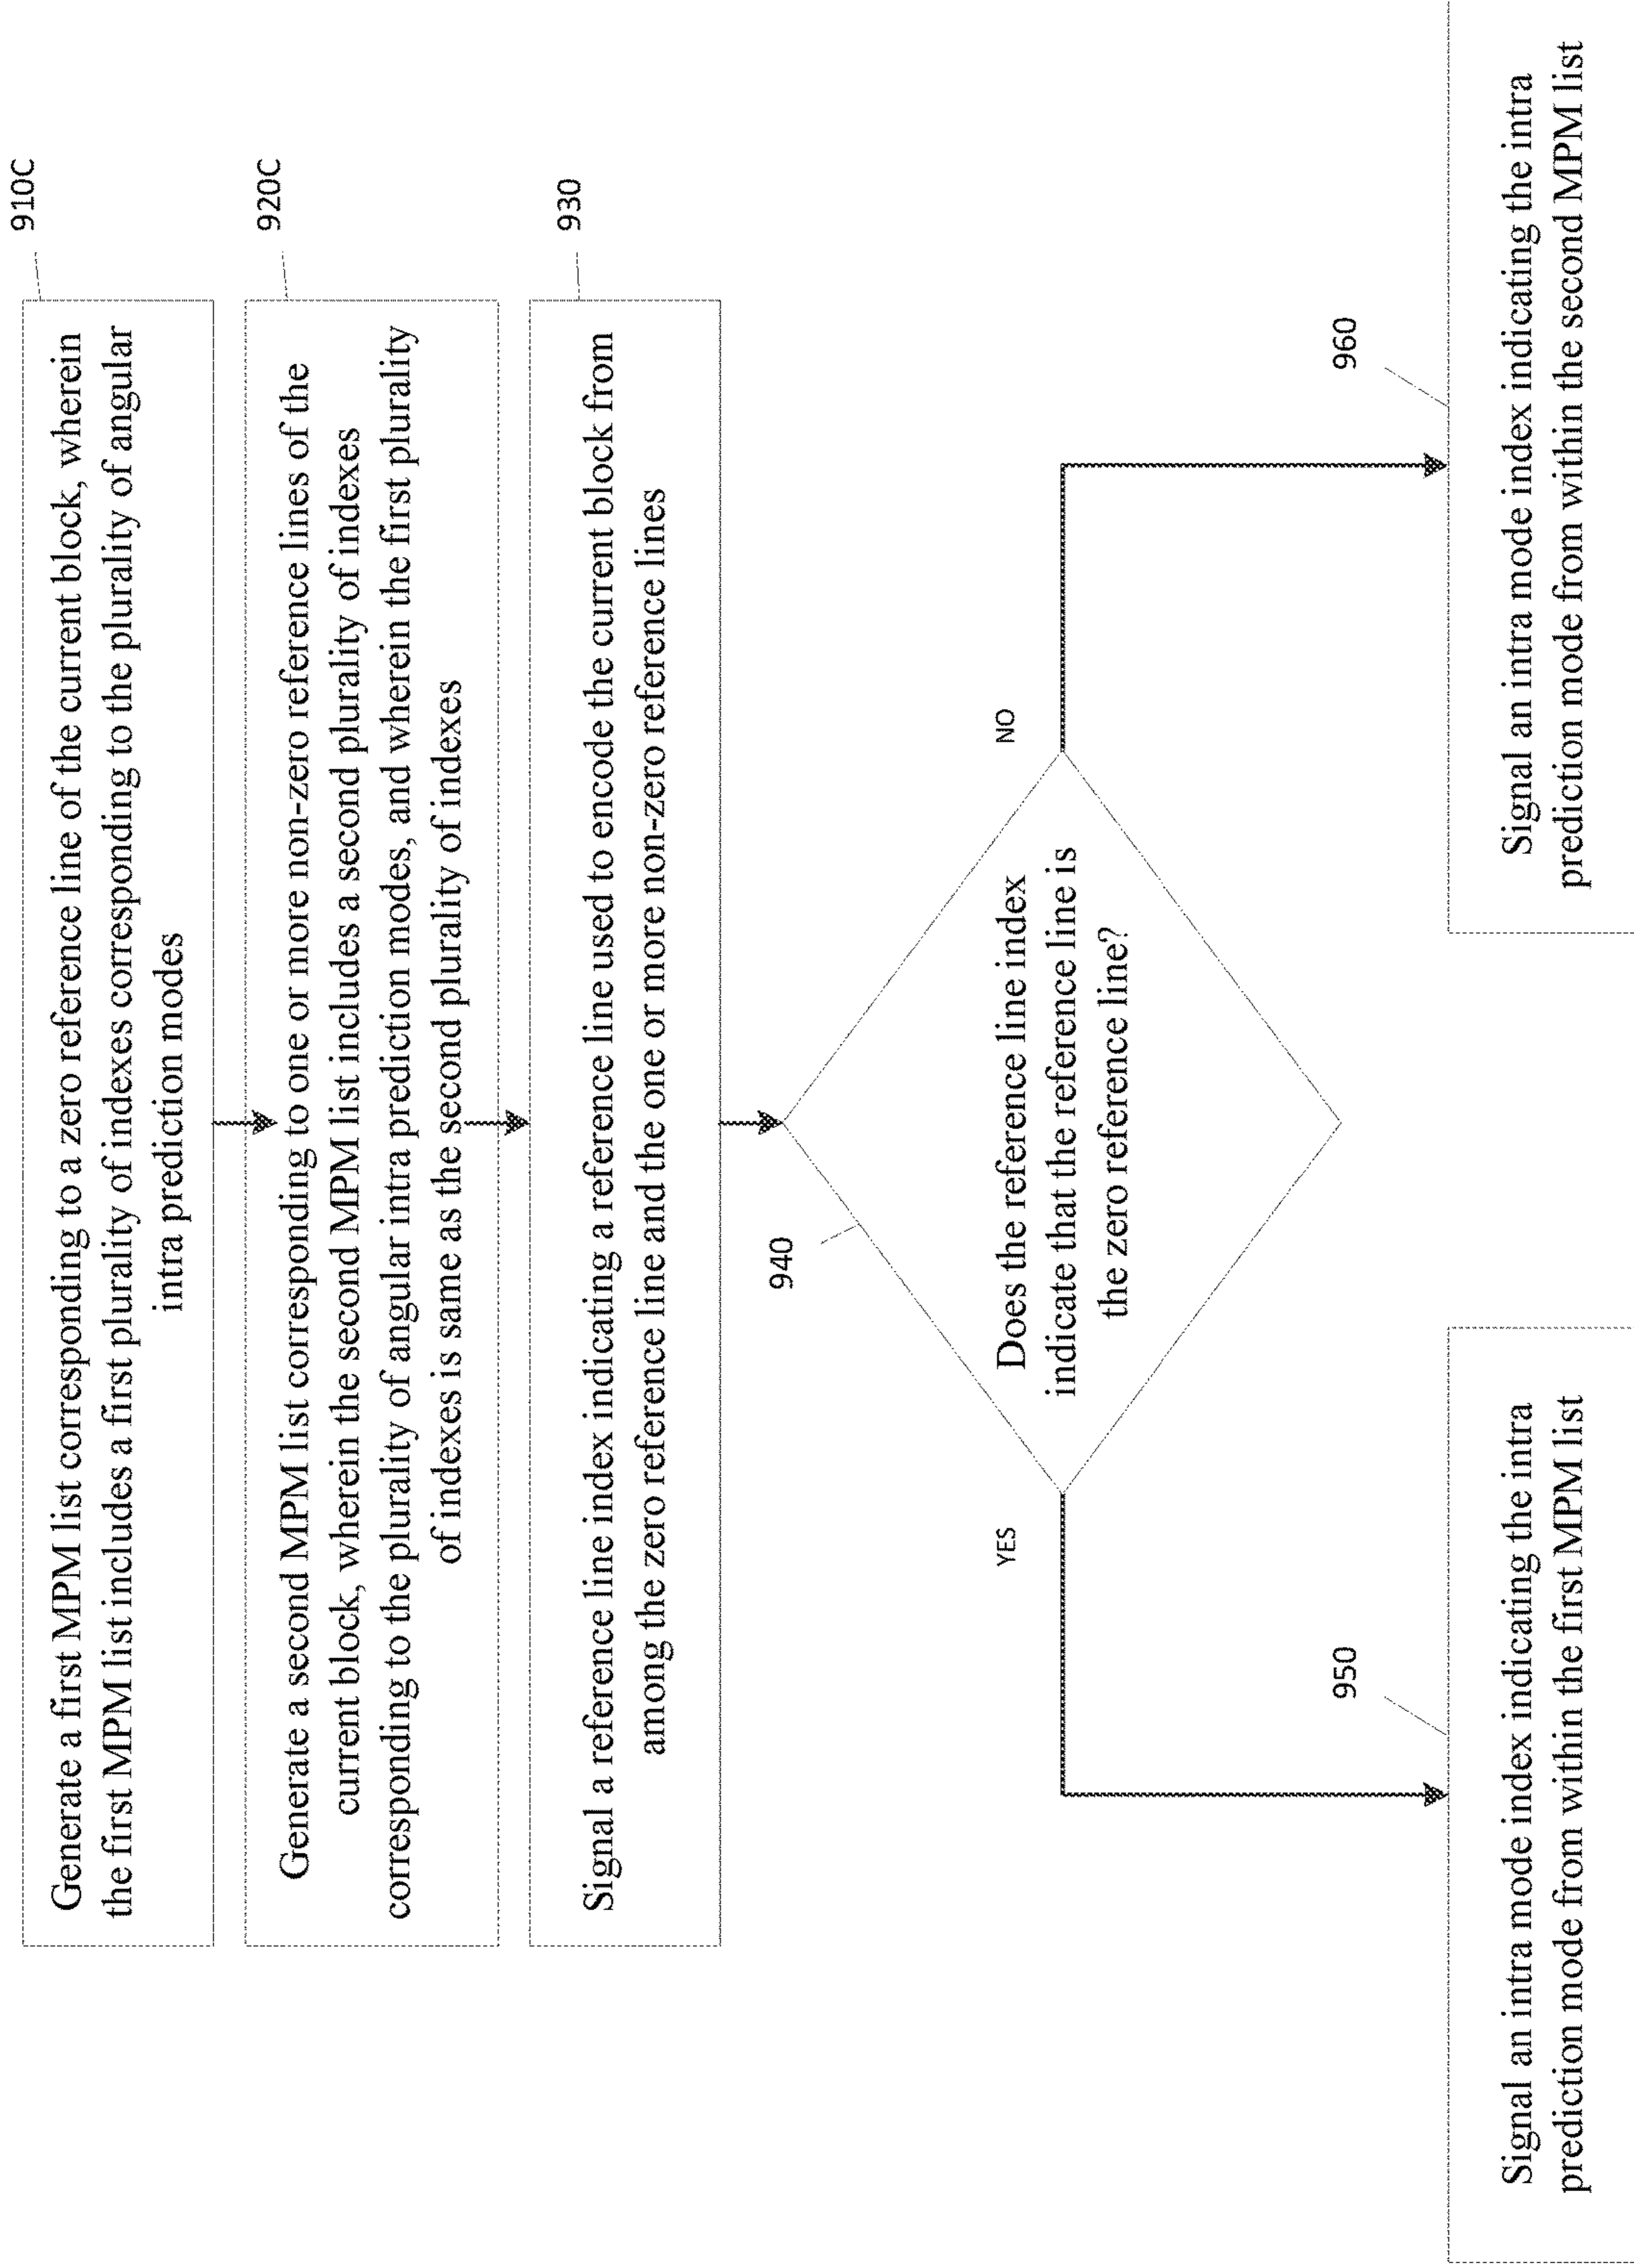 910C
Generate a first MPM list corresponding to a zero reference line of the current block, wherein
the first MPM list includes a first plurality of indexes corresponding to the plurality of angular
intra prediction modes
920C
Generate a second MPM list corresponding to one or more non-zero reference lines of the
current block, wherein the second MPM list includes a second plurality of indexes
corresponding to the plurality of angular intra prediction modes, and wherein the first plurality
of indexes is same as the second plurality of indexes
930
Signal a reference line index indicating a reference line used to encode the current block from
among the zero reference line and the one or more non-zero reference lines
940
Does the reference line index
indicate that the reference line is
the zero reference line?
YES
NO
950
Signal an intra mode index indicating the intra
prediction mode from within the first MPM list
960
Signal an intra mode index indicating the intra
prediction mode from within the second MPM list